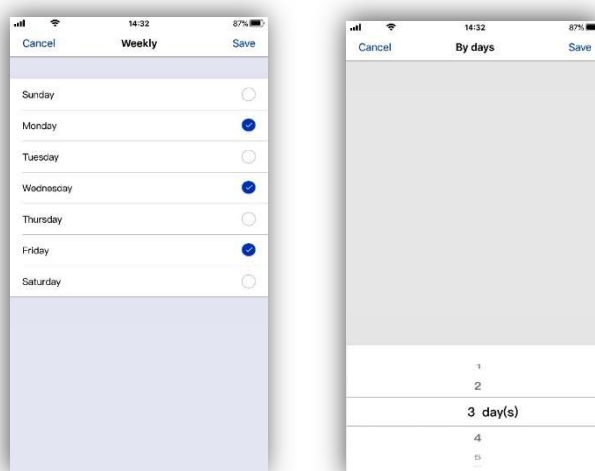 14:32 87%
Cancel Weekly Save
Sunday
Monday
Tuesday
Wednesday
Thursday
Friday
Saturday
14:32 87%
Cancel By days Save
1
2
3 day(s)
4
5